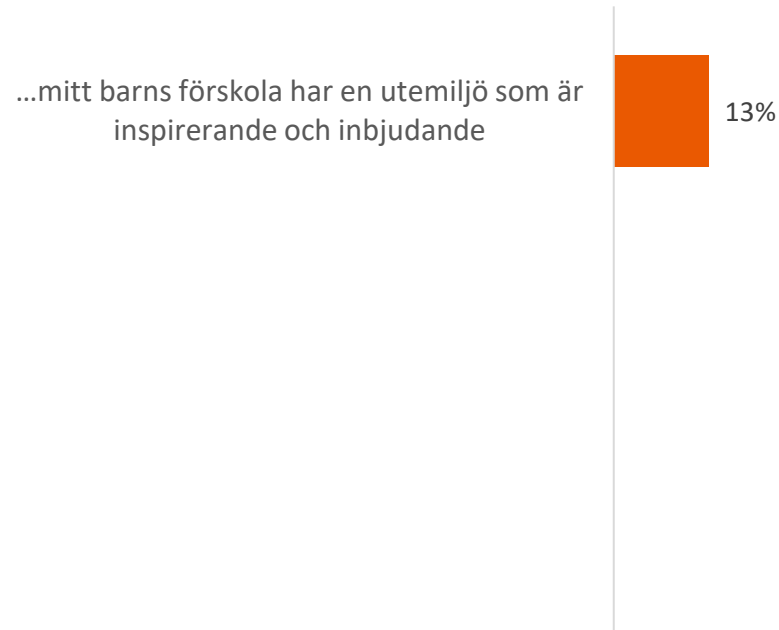 …mitt barns förskola har en utemiljö som är
inspirerande och inbjudande
13%